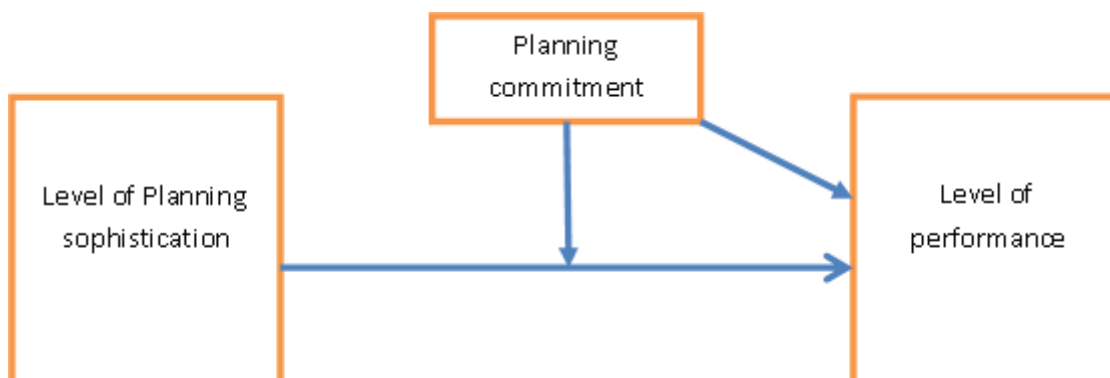 Planning
commitment
Level of Planning
sophistication
Level of
performance